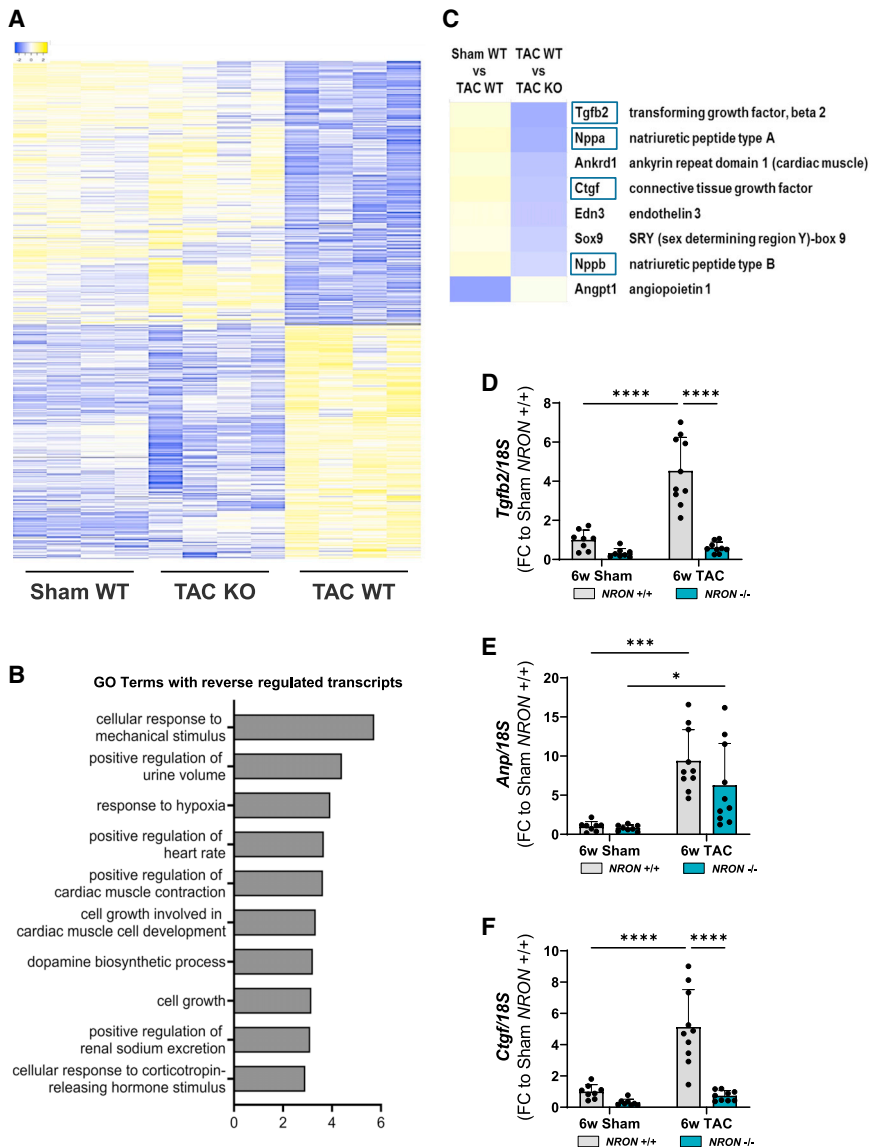 A
Sham WT
TAC KO
TAC WT
B
GO Terms with reverse regulated transcripts
cellular response to
mechanical stimulus
positive regulation of
urine volume
response to hypoxia
positive regulation of
heart rate
positive regulation of
cardiac muscle contraction
cell growth involved in
cardiac muscle cell development
dopamine biosynthetic process
cell growth
positive regulation of
renal sodium excretion
cellular response to corticotropin-
releasing hormone stimulus
0 2 4 6
C
Sham WT
vs
TAC WT
TAC WT
vs
TAC KO
Tgfb2 transforming growth factor, beta 2
Nppa natriuretic peptide type A
Ankrd1 ankyrin repeat domain 1 (cardiac muscle)
Ctgf connective tissue growth factor
Edn3 endothelin 3
Sox9 SRY (sex determining region Y)-box 9
Nppb natriuretic peptide type B
Angpt1 angiopoietin 1
D
**** ****
Tgfb2/18S
(FC to Sham NRON +/+)
8
6
4
2
0
6w Sham 6w TAC
NRON +/+ NRON -/-
E
***
*
Anp/18S
(FC to Sham NRON +/+)
20
15
10
5
0
6w Sham 6w TAC
NRON +/+ NRON -/-
F
**** ****
Ctgf/18S
(FC to Sham NRON +/+)
10
8
6
4
2
0
6w Sham 6w TAC
NRON +/+ NRON -/-